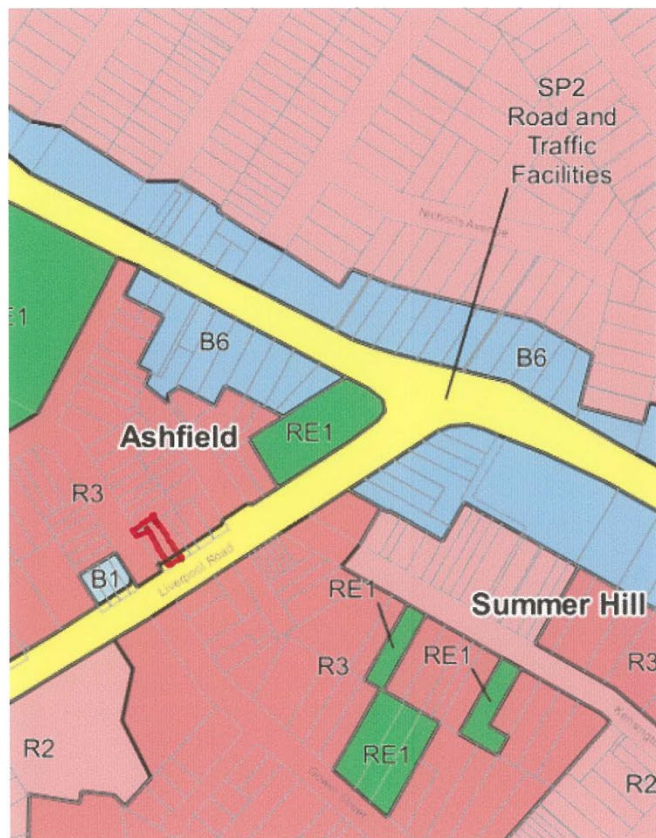 SP2
Road and
Traffic
Facilities
Nicholls Avenue
E1
B6
B6
Ashfield
RE1
R3
B1
Liverpool Road
RE1
Summer Hill
R3
RE1
R3
R2
RE1
R2